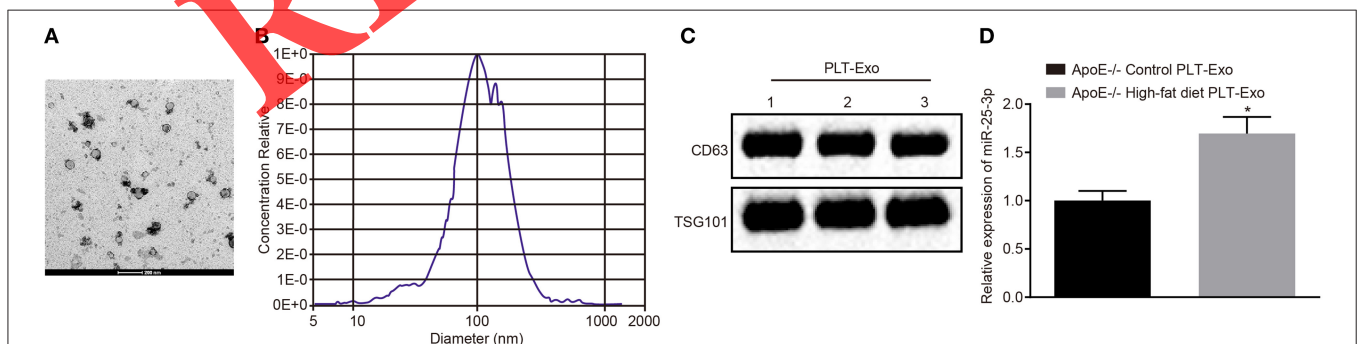 A
200 nm
B
Concentration Relative
1E+0
9E-0
8E-0
7E-0
6E-0
5E-0
4E-0
3E-0
2E-0
1E-0
0E+0
5 10 100 1000 2000
Diameter (nm)
C
PLT-Exo
1 2 3
CD63
TSG101
D
ApoE-/- Control PLT-Exo
ApoE-/- High-fat diet PLT-Exo
Relative expression of miR-25-3p
2.0
1.5
1.0
0.5
0.0
*